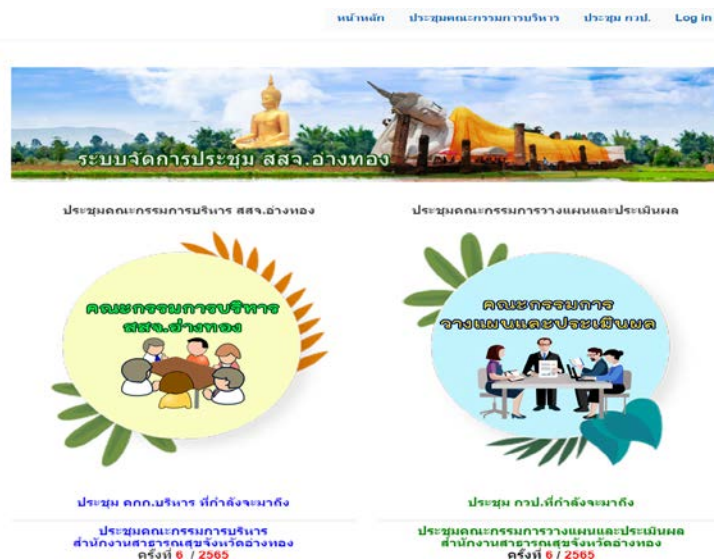 หน้าหลัก ประชุมคณะกรรมการบริหาร ประชุม กวป. Log in
ระบบจัดการประชุม สสจ.อ่างทอง
ประชุมคณะกรรมการบริหาร สสจ.อ่างทอง
ประชุมคณะกรรมการวางแผนและประเมินผล
คณะกรรมการบริหาร
สสจ.อ่างทอง
คณะกรรมการ
วางแผนและประเมินผล
ประชุม คกก.บริหาร ที่กำลังจะมาถึง
ประชุม กวป.ที่กำลังจะมาถึง
ประชุมคณะกรรมการบริหาร
สำนักงานสาธารณสุขจังหวัดอ่างทอง
ครั้งที่ 6 / 2565
ประชุมคณะกรรมการวางแผนและประเมินผล
สำนักงานสาธารณสุขจังหวัดอ่างทอง
ครั้งที่ 6 / 2565